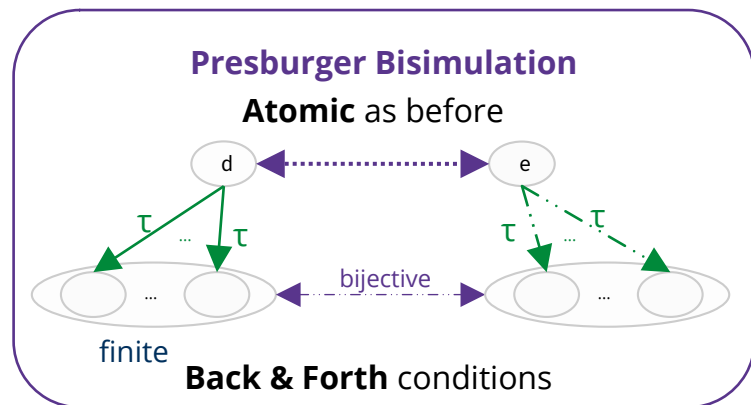 Presburger Bisimulation
Atomic as before
d e
τ ... τ τ ... τ
bijective
... ...
finite
Back & Forth conditions